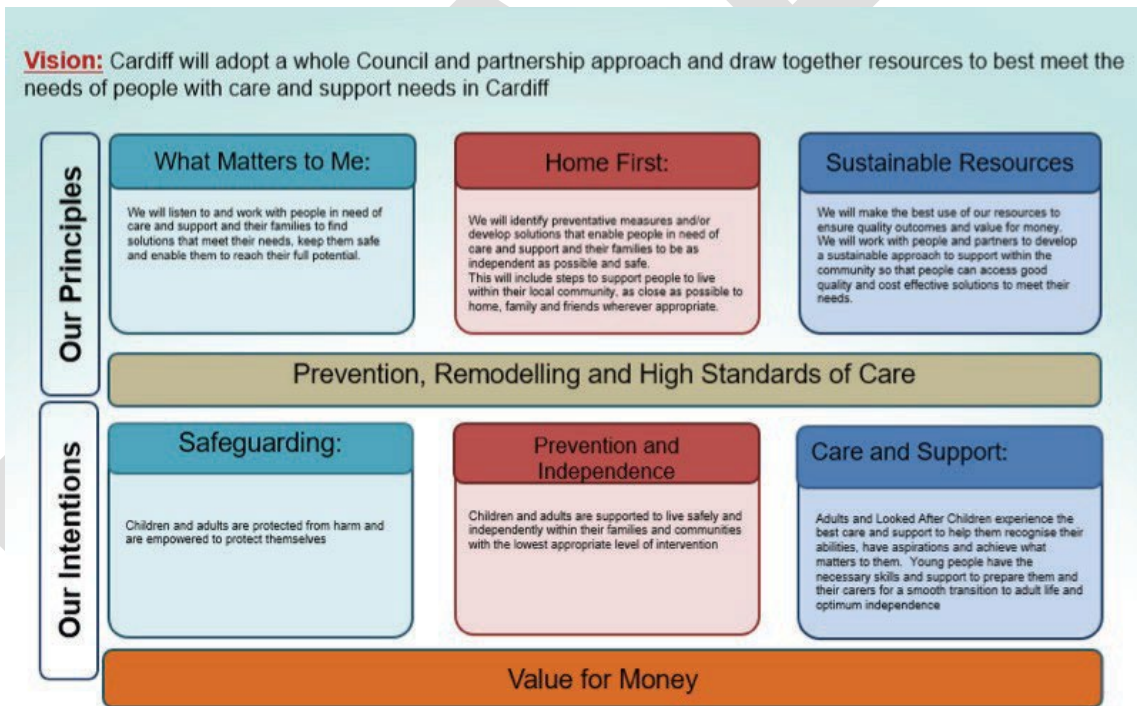 Vision: Cardiff will adopt a whole Council and partnership approach and draw together resources to best meet the
needs of people with care and support needs in Cardiff
Our Principles
What Matters to Me:
We will listen to and work with people in need of
care and support and their families to find
solutions that meet their needs, keep them safe
and enable them to reach their full potential.
Home First:
We will identify preventative measures and/or
develop solutions that enable people in need of
care and support and their families to be as
independent as possible and safe.
This will include steps to support people to live
within their local community, as close as possible to
home, family and friends wherever appropriate.
Sustainable Resources
We will make the best use of our resources to
ensure quality outcomes and value for money.
We will work with people and partners to develop
a sustainable approach to support within the
community so that people can access good
quality and cost effective solutions to meet their
needs.
Prevention, Remodelling and High Standards of Care
Our Intentions
Safeguarding:
Children and adults are protected from harm and
are empowered to protect themselves
Prevention and
Independence
Children and adults are supported to live safely and
independently within their families and communities
with the lowest appropriate level of intervention
Care and Support:
Adults and Looked After Children experience the
best care and support to help them recognise their
abilities, have aspirations and achieve what
matters to them.  Young people have the
necessary skills and support to prepare them and
their carers for a smooth transition to adult life and
optimum independence
Value for Money